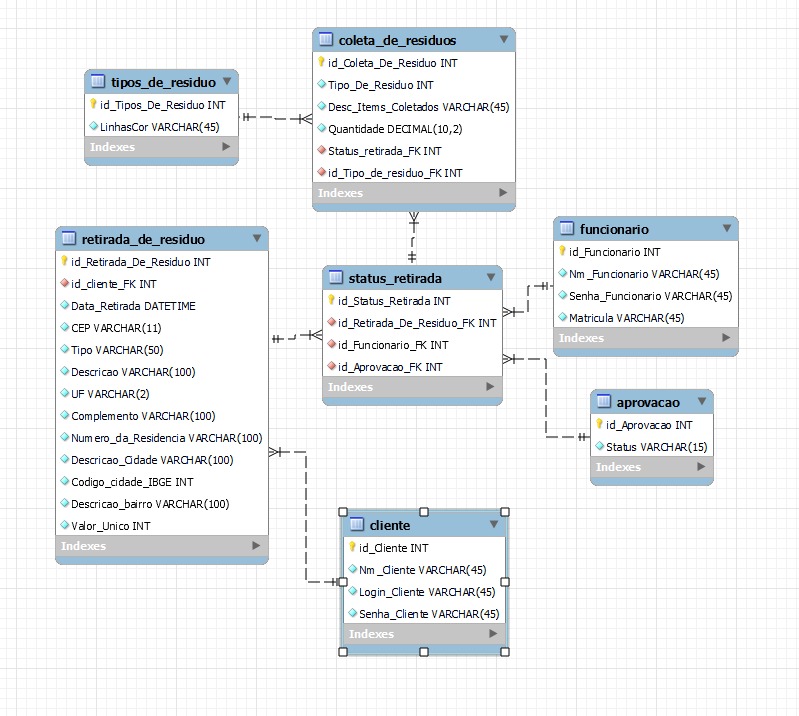 coleta_de_residuos
id_Coleta_De_Residuo INT
Tipo_De_Residuo INT
Desc_Items_Coletados VARCHAR(45)
Quantidade DECIMAL(10,2)
Status_retirada_FK INT
id_Tipo_de_residuo_FK INT
Indexes
tipos_de_residuo
id_Tipos_De_Residuo INT
LinhasCor VARCHAR(45)
Indexes
retirada_de_residuo
id_Retirada_De_Residuo INT
id_cliente_FK INT
Data_Retirada DATETIME
CEP VARCHAR(11)
Tipo VARCHAR(50)
Descricao VARCHAR(100)
UF VARCHAR(2)
Complemento VARCHAR(100)
Numero_da_Residencia VARCHAR(100)
Descricao_Cidade VARCHAR(100)
Codigo_cidade_IBGE INT
Descricao_bairro VARCHAR(100)
Valor_Unico INT
Indexes
status_retirada
id_Status_Retirada INT
id_Retirada_De_Residuo_FK INT
id_Funcionario_FK INT
id_Aprovacao_FK INT
Indexes
funcionario
id_Funcionario INT
Nm_Funcionario VARCHAR(45)
Senha_Funcionario VARCHAR(45)
Matricula VARCHAR(45)
Indexes
aprovacao
id_Aprovacao INT
Status VARCHAR(15)
Indexes
cliente
id_Cliente INT
Nm_Cliente VARCHAR(45)
Login_Cliente VARCHAR(45)
Senha_Cliente VARCHAR(45)
Indexes